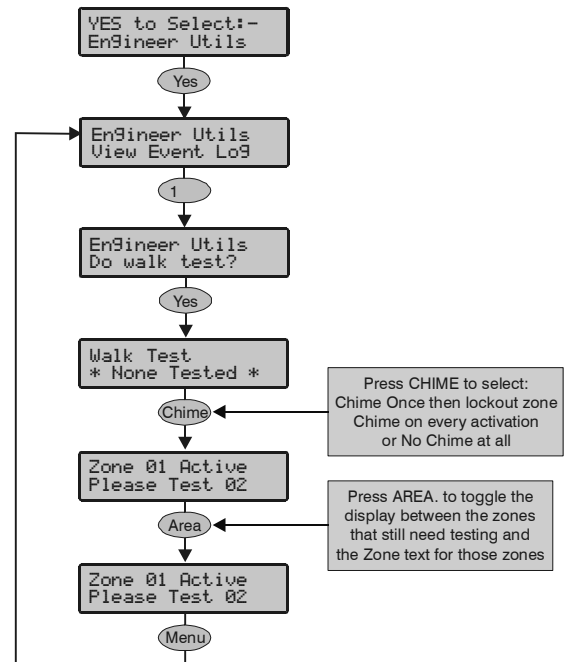 YES to Select:-
Engineer Utils
Yes
Engineer Utils
View Event Log
1
Engineer Utils
Do walk test?
Yes
Walk Test
* None Tested *
Chime
Press CHIME to select:
Chime Once then lockout zone
Chime on every activation
or No Chime at all
Zone 01 Active
Please Test 02
Area
Press AREA. to toggle the
display between the zones
that still need testing and
the Zone text for those zones
Zone 01 Active
Please Test 02
Menu